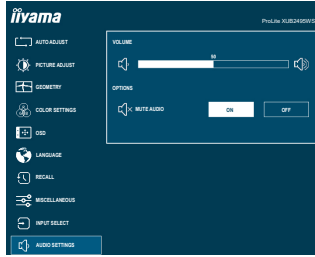 iiyama
ProLite XUB2495WS
AUTO ADJUST
PICTURE ADJUST
GEOMETRY
COLOR SETTINGS
OSD
LANGUAGE
RECALL
MISCELLANEOUS
INPUT SELECT
AUDIO SETTINGS
VOLUME
50
OPTIONS
MUTE AUDIO
ON
OFF